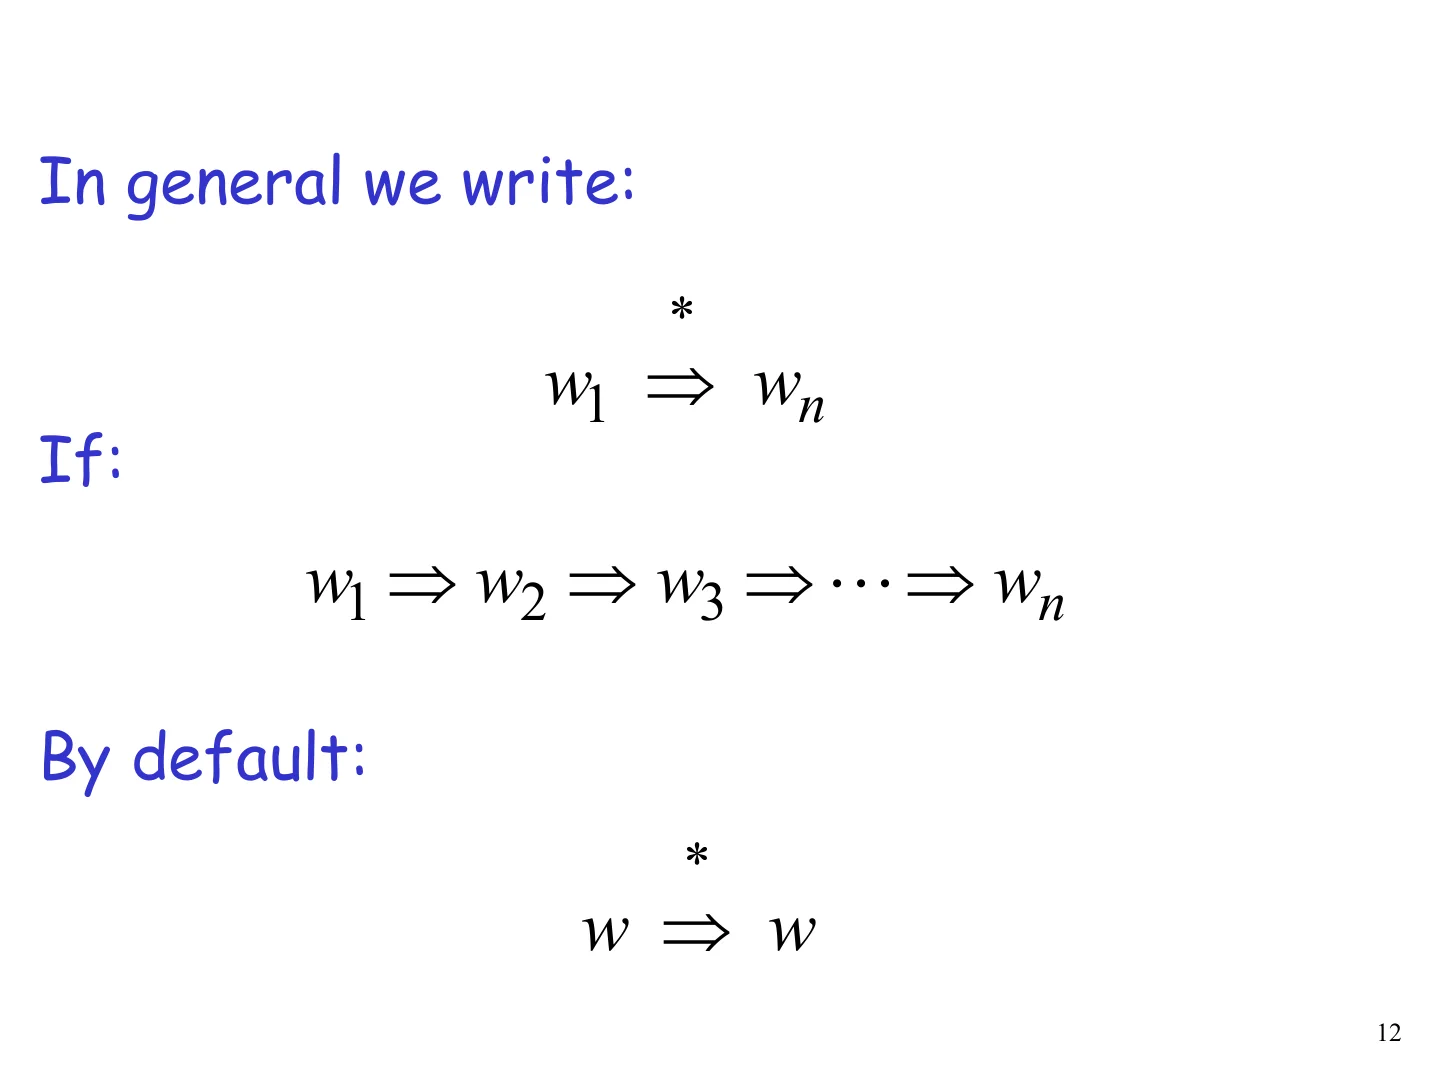 In general we write:
*
w₁ ⇒ wₙ
If:
w₁ ⇒ w₂ ⇒ w₃ ⇒ ⋯ ⇒ wₙ
By default:
*
w ⇒ w
12